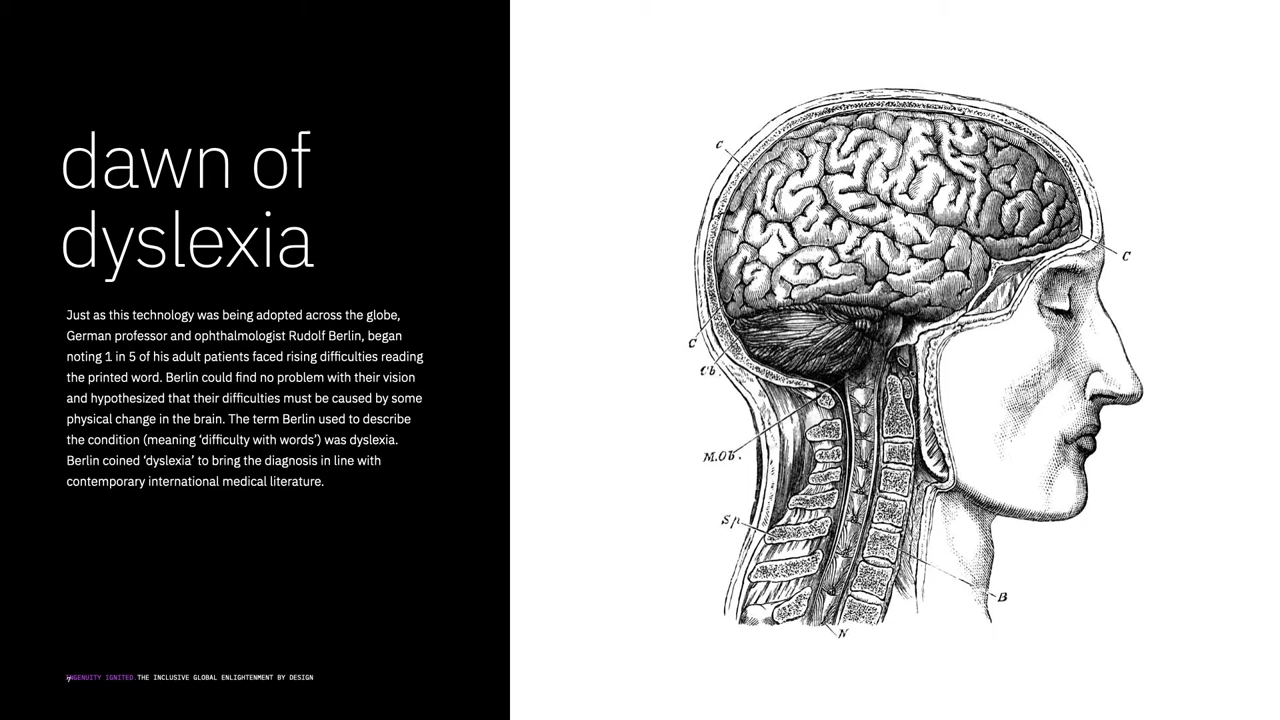 dawn of
dyslexia
Just as this technology was being adopted across the globe,
German professor and ophthalmologist Rudolf Berlin, began
noting 1 in 5 of his adult patients faced rising difficulties reading
the printed word. Berlin could find no problem with their vision
and hypothesized that their difficulties must be caused by some
physical change in the brain. The term Berlin used to describe
the condition (meaning ‘difficulty with words’) was dyslexia.
Berlin coined ‘dyslexia’ to bring the diagnosis in line with
contemporary international medical literature.
7
INGENUITY IGNITED.THE INCLUSIVE GLOBAL ENLIGHTENMENT BY DESIGN
C
C
C
Cb.
M.Ob.
Sp
B
N